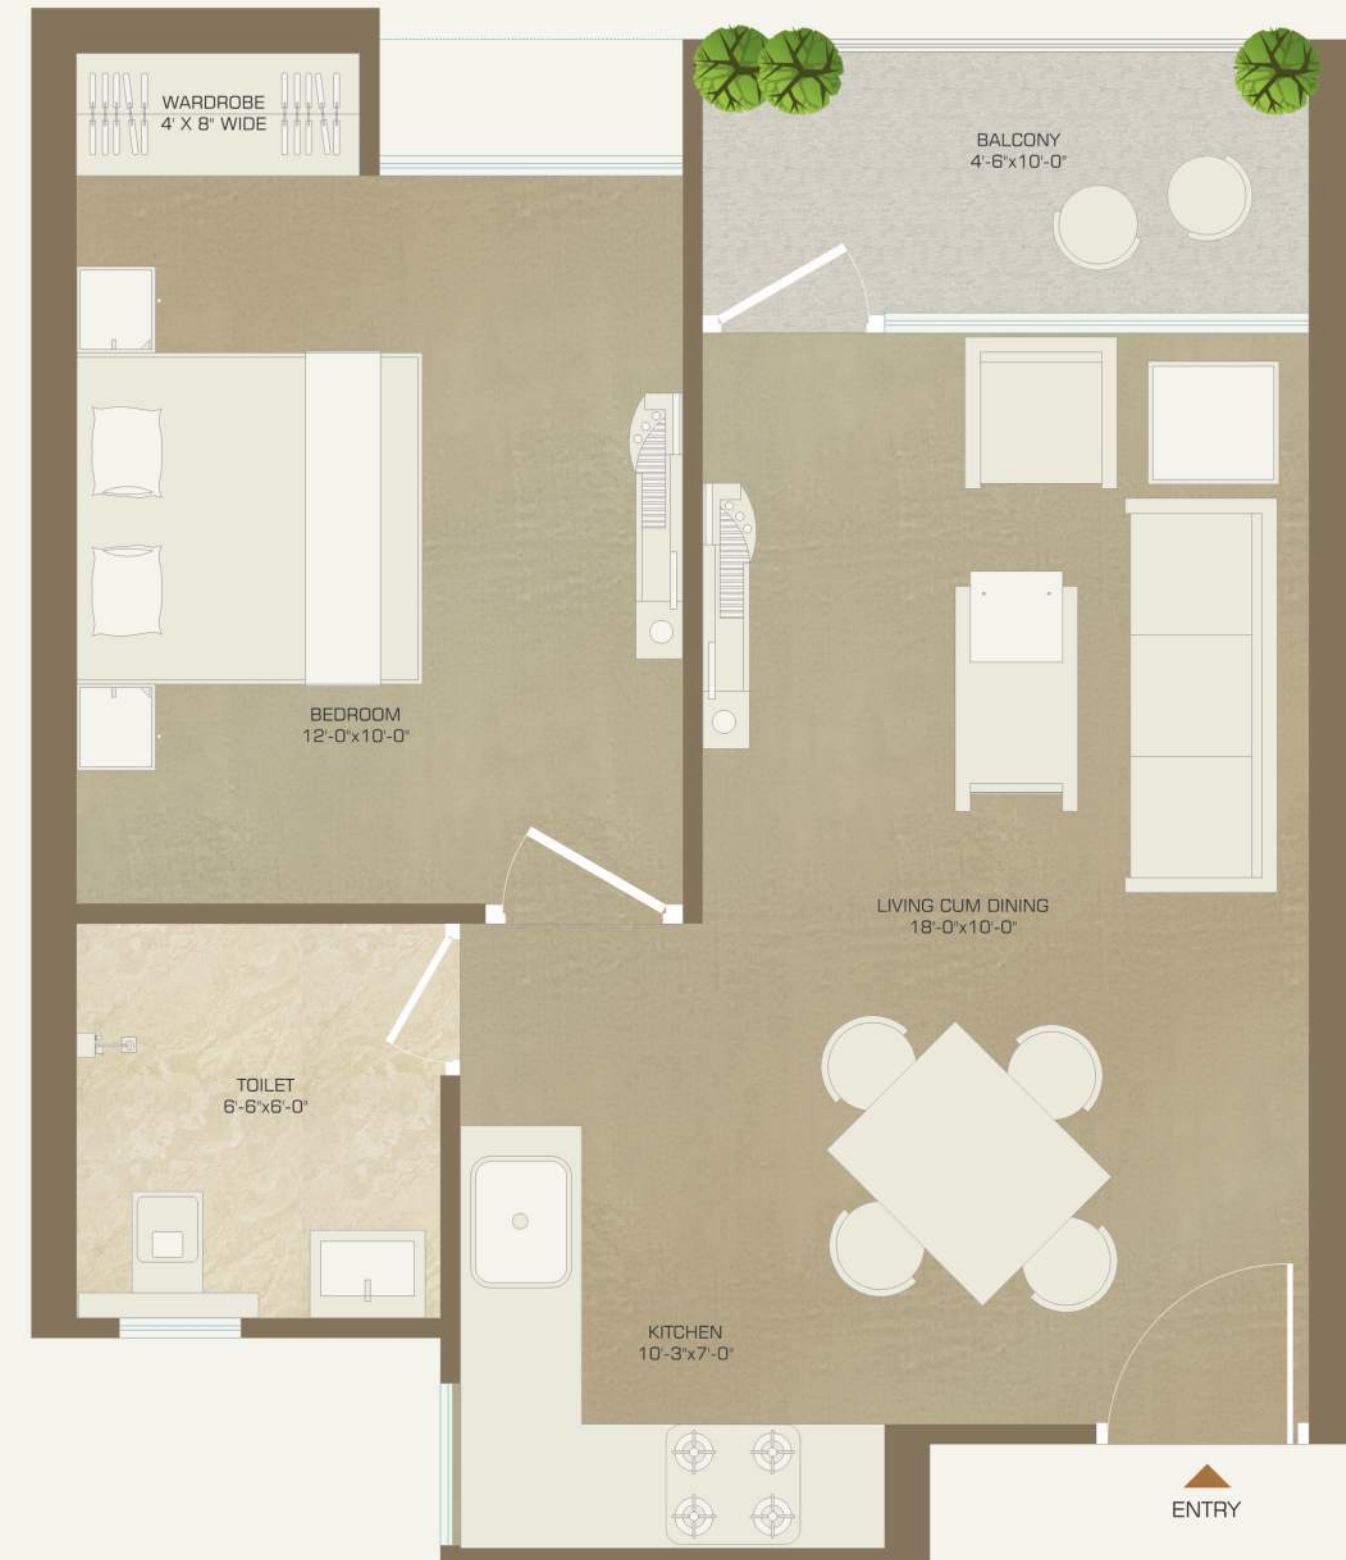 WARDROBE
4' X 8" WIDE
BALCONY
4'-6"x10'-0"
BEDROOM
12'-0"x10'-0"
LIVING CUM DINING
18'-0"x10'-0"
TOILET
6'-6"x6'-0"
KITCHEN
10'-3"x7'-0"
ENTRY